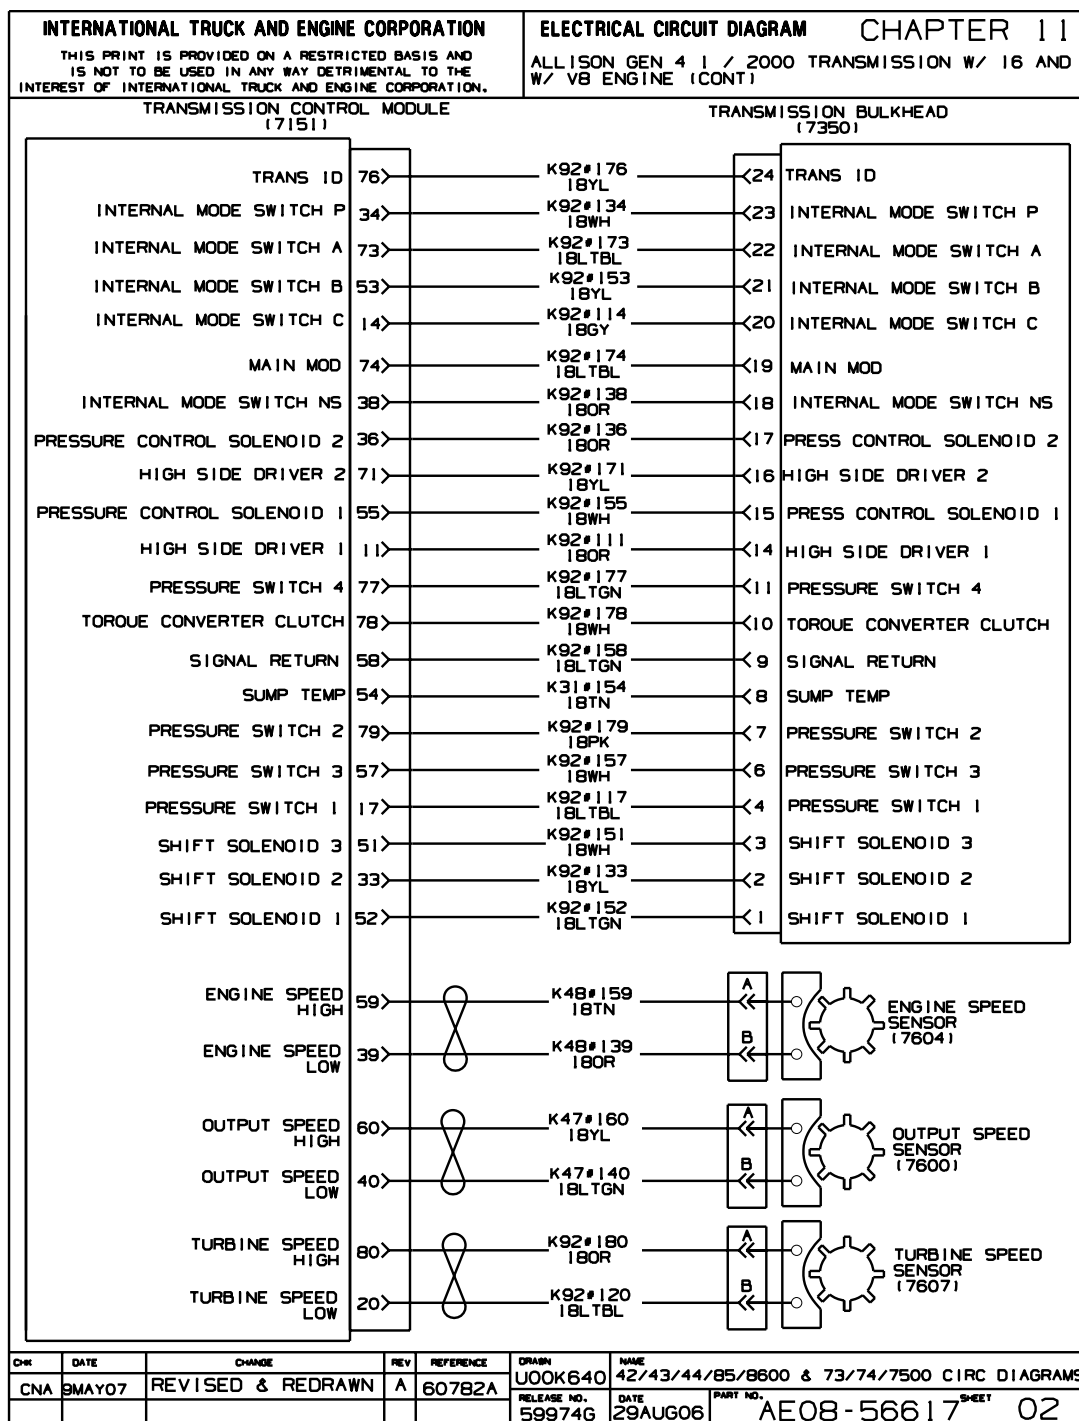 INTERNATIONAL TRUCK AND ENGINE CORPORATION
THIS PRINT IS PROVIDED ON A RESTRICTED BASIS AND
IS NOT TO BE USED IN ANY WAY DETRIMENTAL TO THE
INTEREST OF INTERNATIONAL TRUCK AND ENGINE CORPORATION.
ELECTRICAL CIRCUIT DIAGRAM CHAPTER 11
ALLISON GEN 4 1 / 2000 TRANSMISSION W/ I6 AND
W/ V8 ENGINE (CONT)
TRANSMISSION CONTROL MODULE
(7151)
TRANSMISSION BULKHEAD
(7350)
TRANS ID 76 K92#176 24 TRANS ID
18YL
INTERNAL MODE SWITCH P 34 K92#134 23 INTERNAL MODE SWITCH P
18WH
INTERNAL MODE SWITCH A 73 K92#173 22 INTERNAL MODE SWITCH A
18LTBL
INTERNAL MODE SWITCH B 53 K92#153 21 INTERNAL MODE SWITCH B
18YL
INTERNAL MODE SWITCH C 14 K92#114 20 INTERNAL MODE SWITCH C
18GY
MAIN MOD 74 K92#174 19 MAIN MOD
18LTBL
INTERNAL MODE SWITCH NS 38 K92#138 18 INTERNAL MODE SWITCH NS
18OR
PRESSURE CONTROL SOLENOID 2 36 K92#136 17 PRESS CONTROL SOLENOID 2
18OR
HIGH SIDE DRIVER 2 71 K92#171 16 HIGH SIDE DRIVER 2
18YL
PRESSURE CONTROL SOLENOID 1 55 K92#155 15 PRESS CONTROL SOLENOID 1
18WH
HIGH SIDE DRIVER 1 11 K92#111 14 HIGH SIDE DRIVER 1
18OR
PRESSURE SWITCH 4 77 K92#177 11 PRESSURE SWITCH 4
18LTGN
TORQUE CONVERTER CLUTCH 78 K92#178 10 TORQUE CONVERTER CLUTCH
18WH
SIGNAL RETURN 58 K92#158 9 SIGNAL RETURN
18LTGN
SUMP TEMP 54 K31#154 8 SUMP TEMP
18TN
PRESSURE SWITCH 2 79 K92#179 7 PRESSURE SWITCH 2
18PK
PRESSURE SWITCH 3 57 K92#157 6 PRESSURE SWITCH 3
18WH
PRESSURE SWITCH 1 17 K92#117 4 PRESSURE SWITCH 1
18LTBL
SHIFT SOLENOID 3 51 K92#151 3 SHIFT SOLENOID 3
18WH
SHIFT SOLENOID 2 33 K92#133 2 SHIFT SOLENOID 2
18YL
SHIFT SOLENOID 1 52 K92#152 1 SHIFT SOLENOID 1
18LTGN
ENGINE SPEED
HIGH 59 K48#159 A
18TN
ENGINE SPEED
SENSOR
(7604)
ENGINE SPEED
LOW 39 K48#139 B
18OR
OUTPUT SPEED
HIGH 60 K47#160 A
18YL
OUTPUT SPEED
SENSOR
(7600)
OUTPUT SPEED
LOW 40 K47#140 B
18LTGN
TURBINE SPEED
HIGH 80 K92#180 A
18OR
TURBINE SPEED
SENSOR
(7607)
TURBINE SPEED
LOW 20 K92#120 B
18LTBL
CHK DATE CHANGE REV REFERENCE
CNA 9MAY07 REVISED & REDRAWN A 60782A
DRAWN U00K640 NAME 42/43/44/85/8600 & 73/74/7500 CIRC DIAGRAMS
RELEASE NO. 59974G DATE 29AUG06 PART NO. AE08-56617 SHEET 02